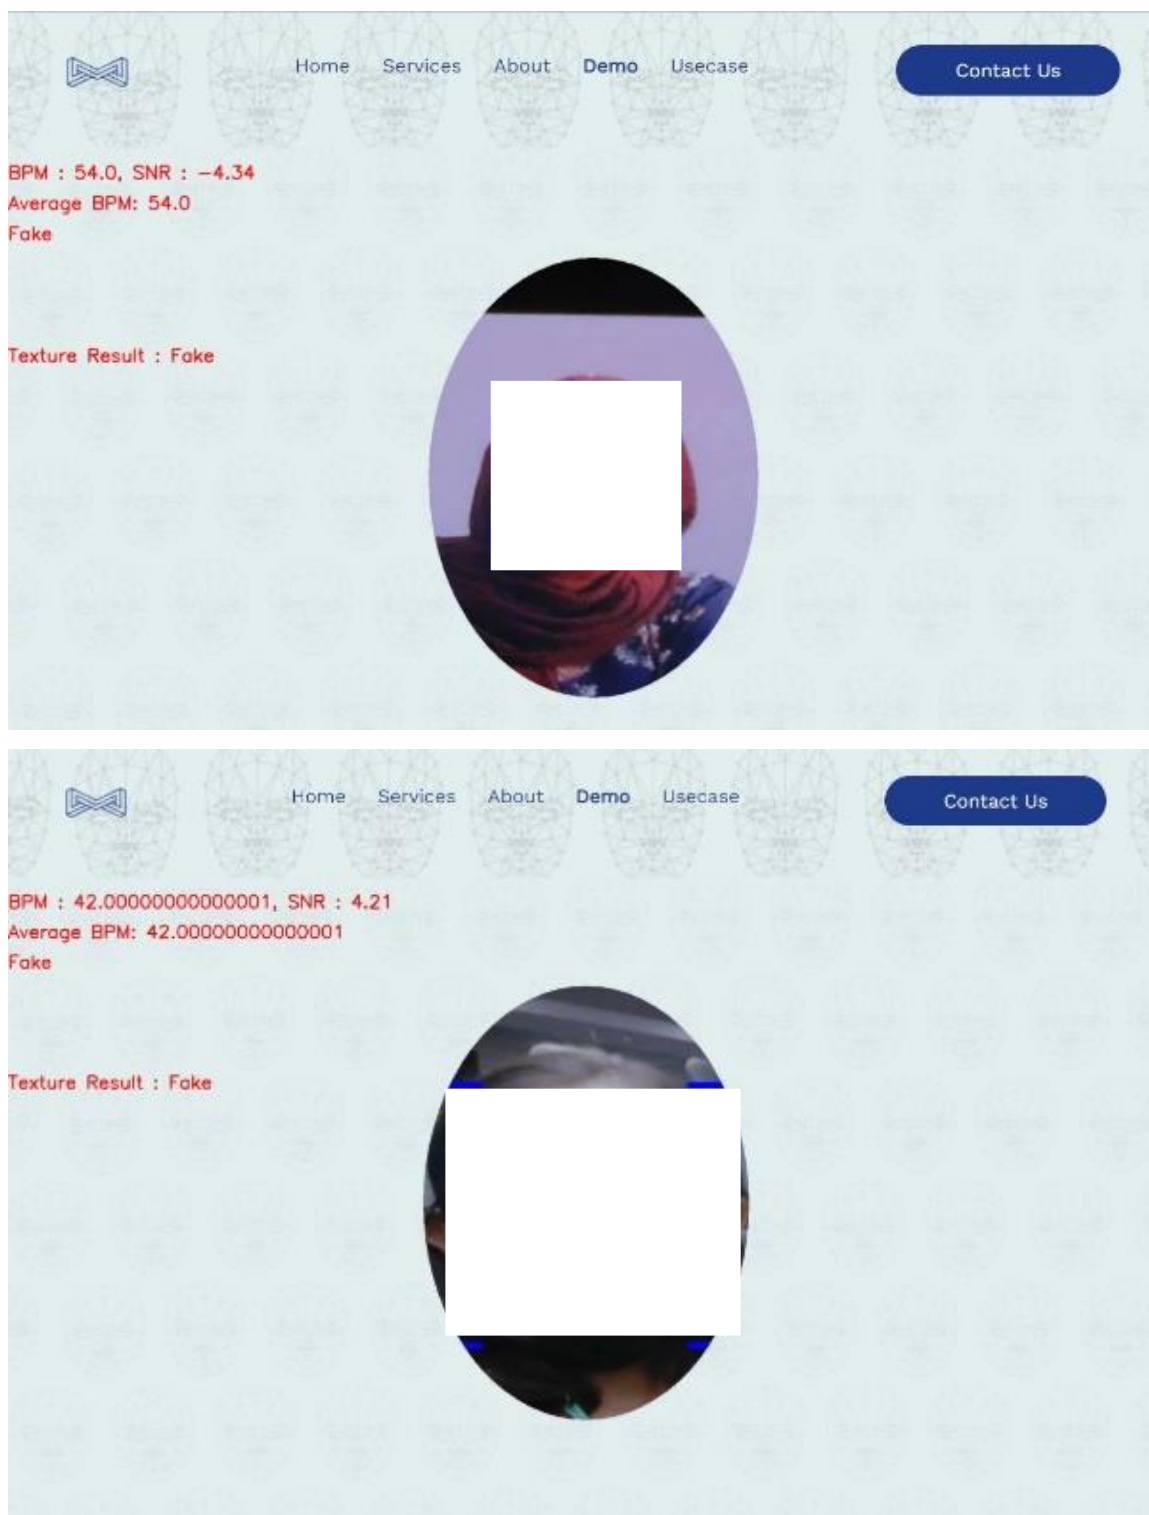 Home Services About Demo Usecase Contact Us
BPM : 54.0, SNR : -4.34
Average BPM: 54.0
Fake
Texture Result : Fake
Home Services About Demo Usecase Contact Us
BPM : 42.00000000000001, SNR : 4.21
Average BPM: 42.00000000000001
Fake
Texture Result : Fake